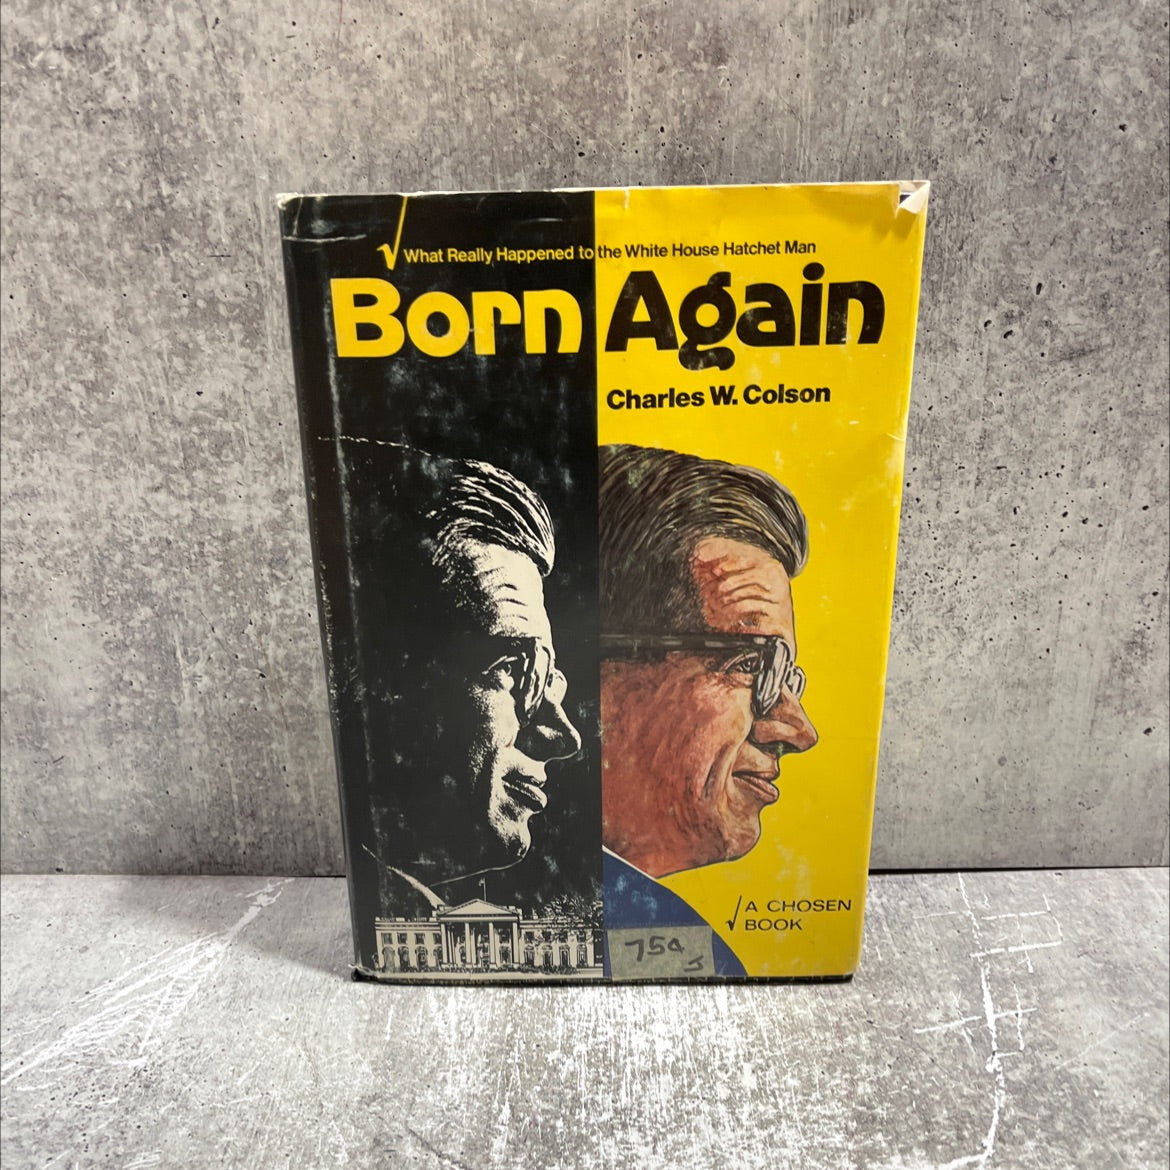 What Really Happened to the White House Hatchet Man
Born Again
Charles W. Colson
A CHOSEN
BOOK
75¢